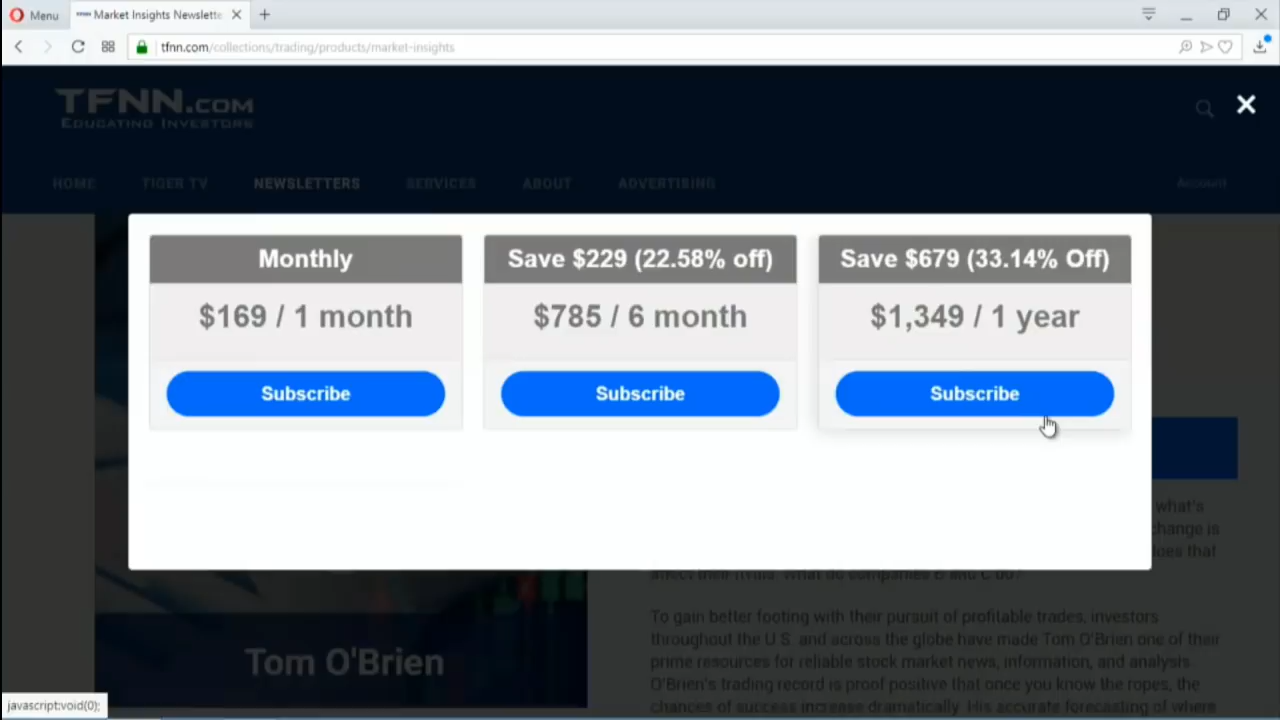 Menu
Market Insights Newslette
tfnn.com/collections/trading/products/market-insights
TFNN.COM
EDUCATING INVESTORS
HOME TIGER TV NEWSLETTERS SERVICES ABOUT ADVERTISING Account
Monthly
$169 / 1 month
Subscribe
Save $229 (22.58% off)
$785 / 6 month
Subscribe
Save $679 (33.14% Off)
$1,349 / 1 year
Subscribe
what's
change is
does that
To gain better footing with their pursuit of profitable trades, investors
throughout the U.S. and across the globe have made Tom O'Brien one of their
prime resources for reliable stock market news, information, and analysis.
O'Brien's trading record is proof positive that once you know the ropes, the
chances of success increase dramatically. His accurate forecasting of where
Tom O'Brien
javascript:void(0);